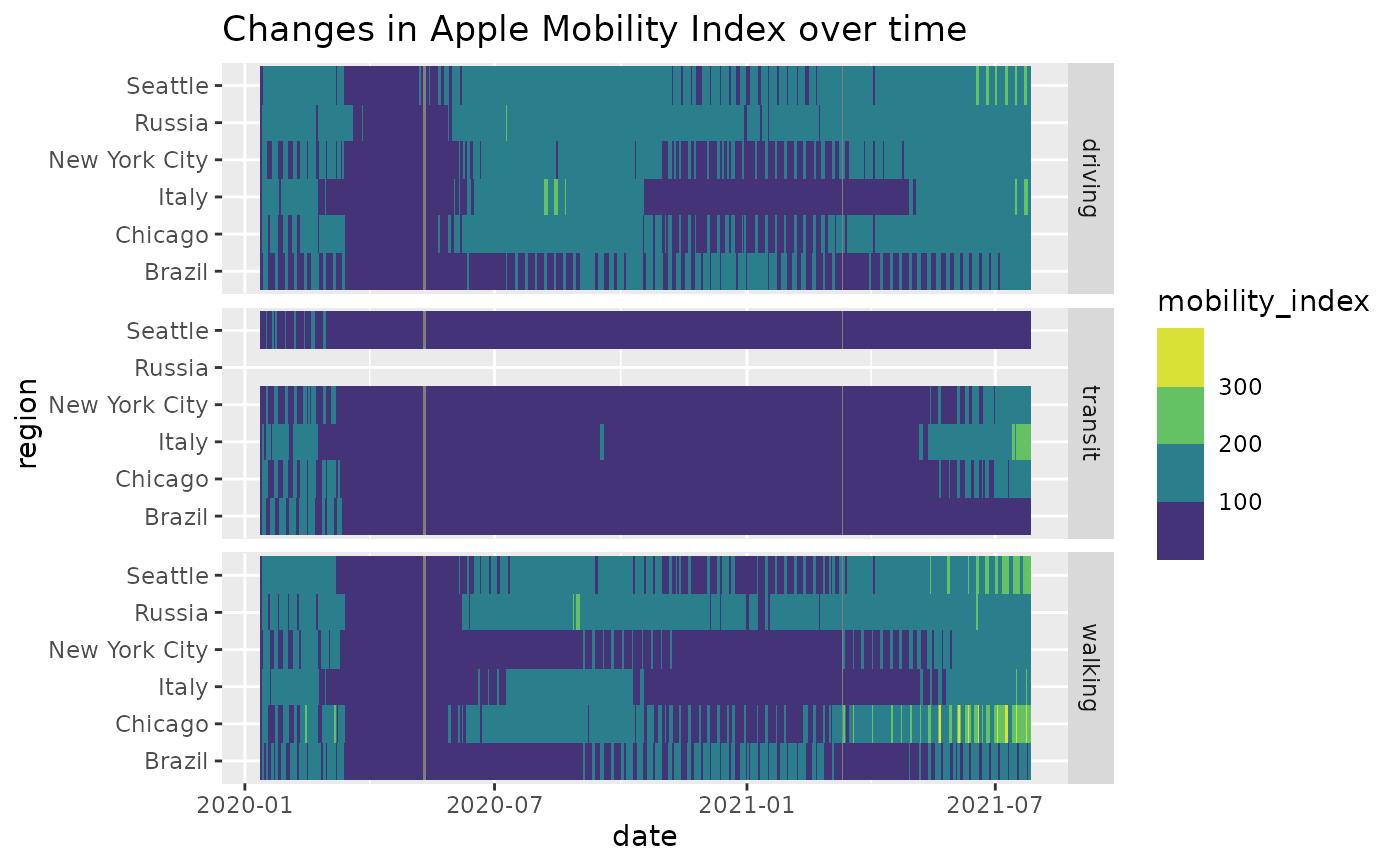 Changes in Apple Mobility Index over time
Seattle
Russia
New York City
Italy
Chicago
Brazil
driving
Seattle
Russia
New York City
Italy
Chicago
Brazil
transit
Seattle
Russia
New York City
Italy
Chicago
Brazil
walking
region
2020-01
2020-07
2021-01
2021-07
date
mobility_index
300
200
100